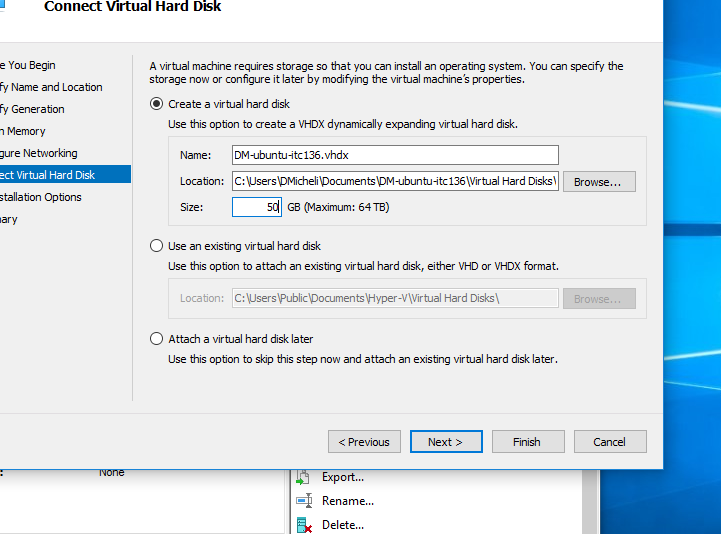 Connect Virtual Hard Disk
e You Begin
fy Name and Location
fy Generation
n Memory
gure Networking
ect Virtual Hard Disk
stallation Options
ary
A virtual machine requires storage so that you can install an operating system. You can specify the
storage now or configure it later by modifying the virtual machine's properties.
Create a virtual hard disk
Use this option to create a VHDX dynamically expanding virtual hard disk.
Name: DM-ubuntu-itc136.vhdx
Location: C:\Users\DMicheli\Documents\DM-ubuntu-itc136\Virtual Hard Disks\ Browse...
Size: 50 GB (Maximum: 64 TB)
Use an existing virtual hard disk
Use this option to attach an existing virtual hard disk, either VHD or VHDX format.
Location: C:\Users\Public\Documents\Hyper-V\Virtual Hard Disks\ Browse...
Attach a virtual hard disk later
Use this option to skip this step now and attach an existing virtual hard disk later.
< Previous Next > Finish Cancel
: None
Export...
Rename...
Delete...